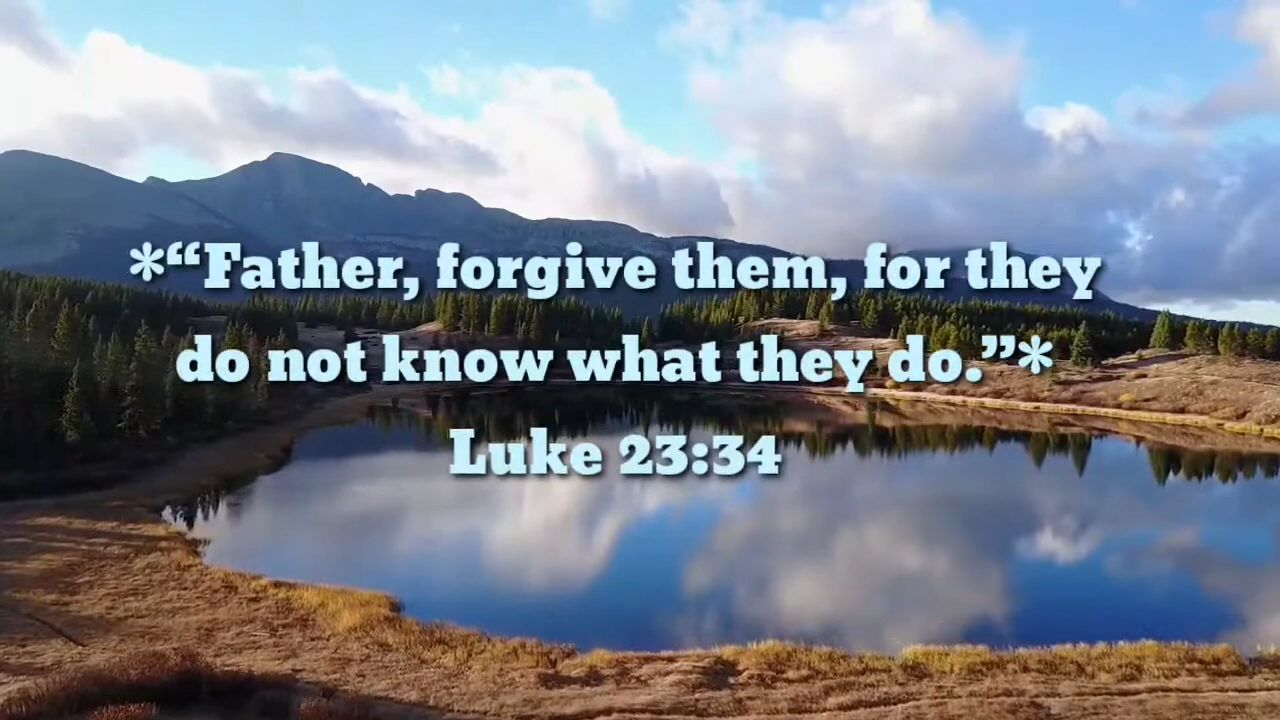 *“Father, forgive them, for they
do not know what they do.”*
Luke 23:34